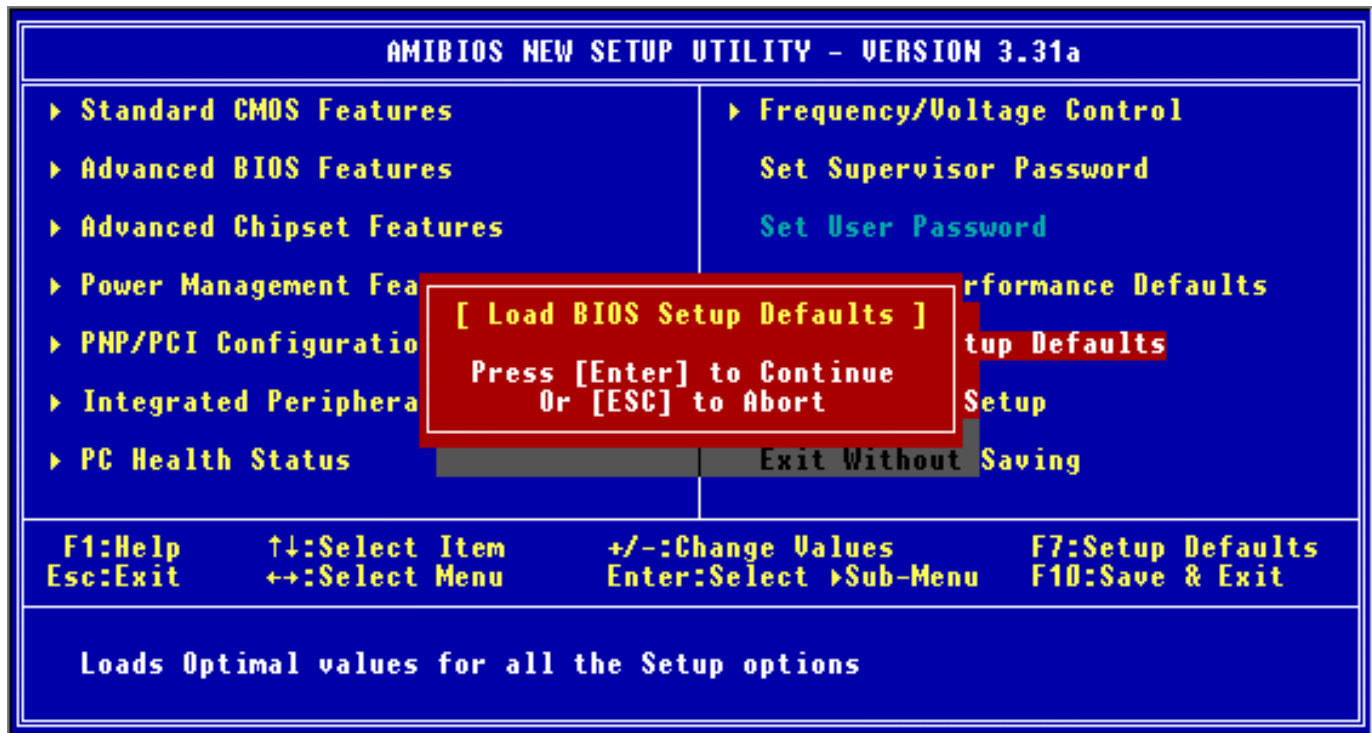 AMIBIOS NEW SETUP UTILITY - VERSION 3.31a
▸ Standard CMOS Features
▸ Advanced BIOS Features
▸ Advanced Chipset Features
▸ Power Management Fea
▸ PNP/PCI Configuratio
▸ Integrated Periphera
▸ PC Health Status
▸ Frequency/Voltage Control
Set Supervisor Password
Set User Password
rformance Defaults
tup Defaults
Setup
Exit Without Saving
[ Load BIOS Setup Defaults ]
Press [Enter] to Continue
Or [ESC] to Abort
F1:Help ↑↓:Select Item +/-:Change Values F7:Setup Defaults
Esc:Exit ←→:Select Menu Enter:Select ▸Sub-Menu F10:Save & Exit
Loads Optimal values for all the Setup options